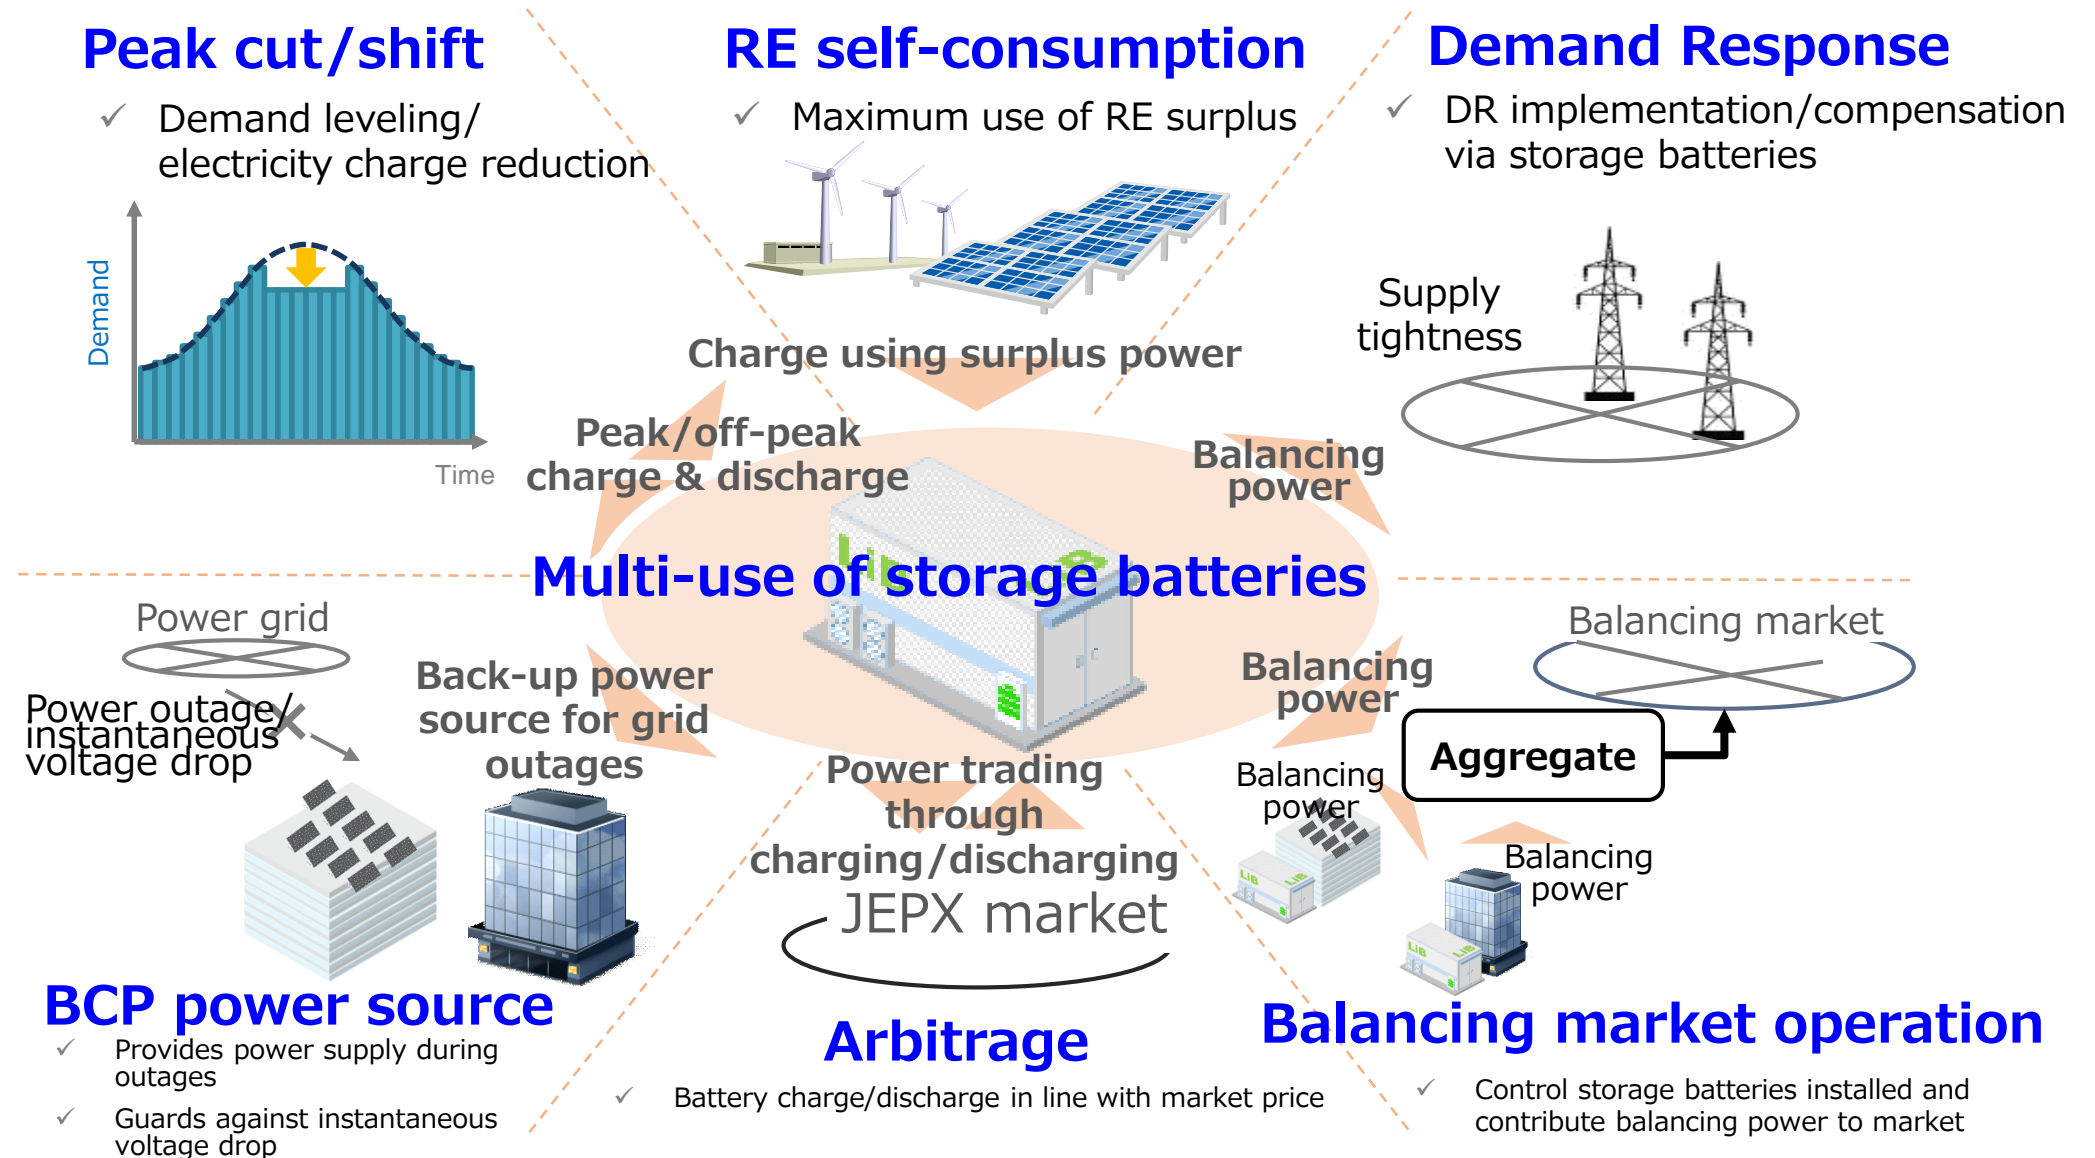 Peak cut/shift
✓ Demand leveling/
electricity charge reduction
Demand
Time
RE self-consumption
✓ Maximum use of RE surplus
Charge using surplus power
Demand Response
✓ DR implementation/compensation
via storage batteries
Supply
tightness
Peak/off-peak
charge & discharge
Balancing
power
LiB
Multi-use of storage batteries
Power grid
Power outage/
instantaneous
voltage drop
Back-up power
source for grid
outages
BCP power source
✓ Provides power supply during
outages
✓ Guards against instantaneous
voltage drop
Power trading
through
charging/discharging
JEPX market
Arbitrage
✓ Battery charge/discharge in line with market price
Balancing
power
Balancing market
Aggregate
Balancing
power
LiB
LiB
Balancing
power
LiB
LiB
Balancing market operation
✓ Control storage batteries installed and
contribute balancing power to market